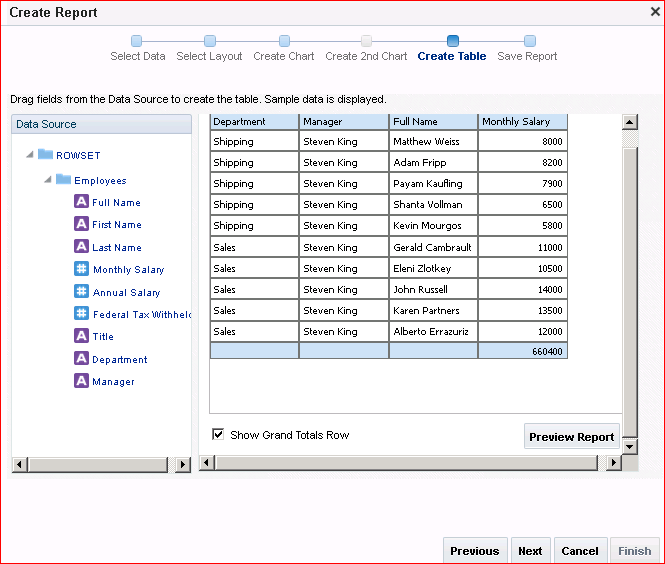 Create Report
Select Data Select Layout Create Chart Create 2nd Chart Create Table Save Report
Drag fields from the Data Source to create the table. Sample data is displayed.
Data Source
ROWSET
Employees
A Full Name
A First Name
A Last Name
# Monthly Salary
# Annual Salary
# Federal Tax Withheld
A Title
A Department
A Manager
Department Manager Full Name Monthly Salary
Shipping Steven King Matthew Weiss 8000
Shipping Steven King Adam Fripp 8200
Shipping Steven King Payam Kaufling 7900
Shipping Steven King Shanta Vollman 6500
Shipping Steven King Kevin Mourgos 5800
Sales Steven King Gerald Cambrault 11000
Sales Steven King Eleni Zlotkey 10500
Sales Steven King John Russell 14000
Sales Steven King Karen Partners 13500
Sales Steven King Alberto Errazuriz 12000
660400
Show Grand Totals Row
Preview Report
Previous Next Cancel Finish